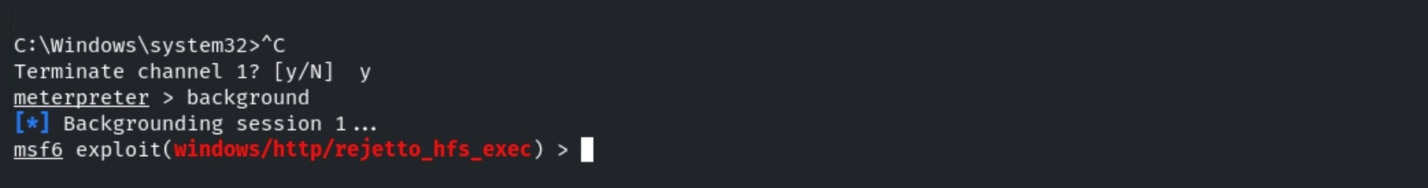 C:\Windows\system32>^C
Terminate channel 1? [y/N]  y
meterpreter > background
[*] Backgrounding session 1...
msf6 exploit(windows/http/rejetto_hfs_exec) >